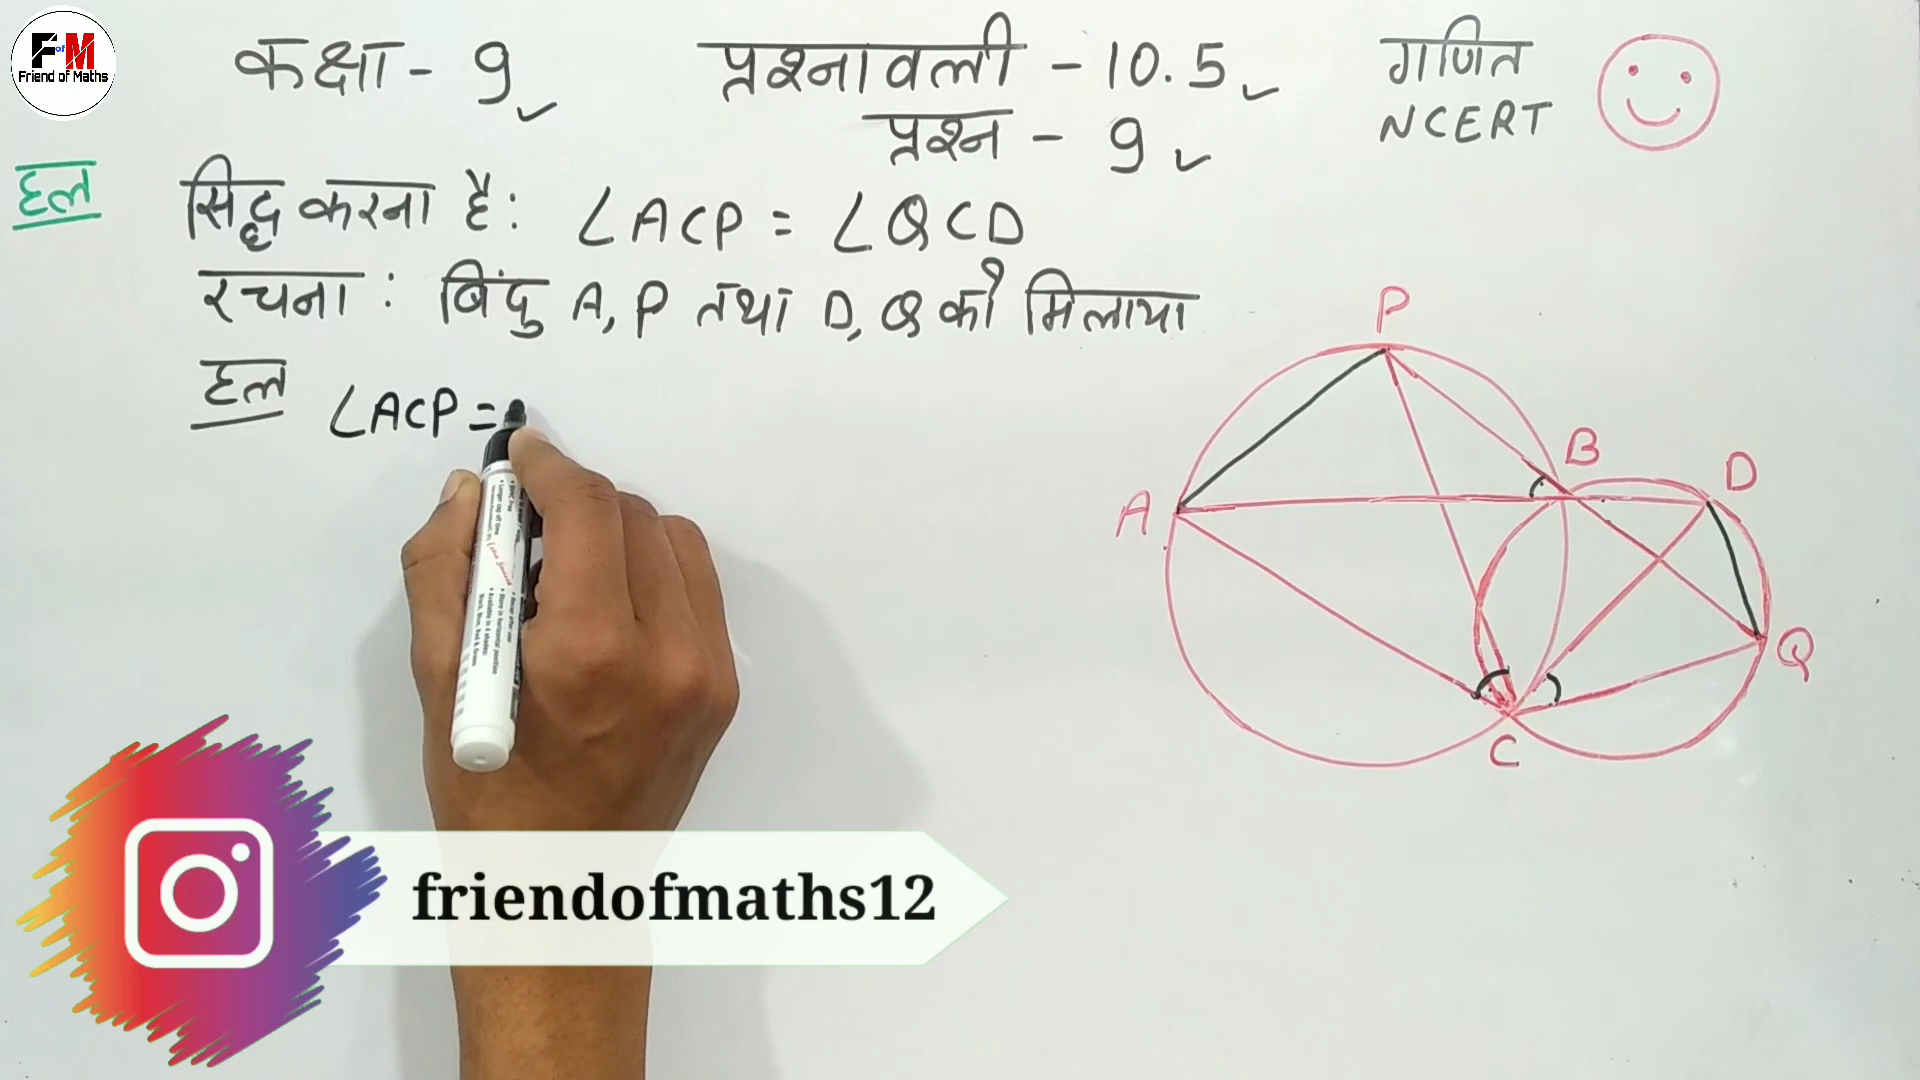 FofM
Friend of Maths
कक्षा - 9
प्रश्नावली - 10.5
गणित
NCERT
प्रश्न - 9
हल
सिद्ध करना है: ∠ACP = ∠QCD
रचना : बिंदु A, P तथा D, Q को मिलाया
हल ∠ACP =
P
B
D
A
Q
C
friendofmaths12